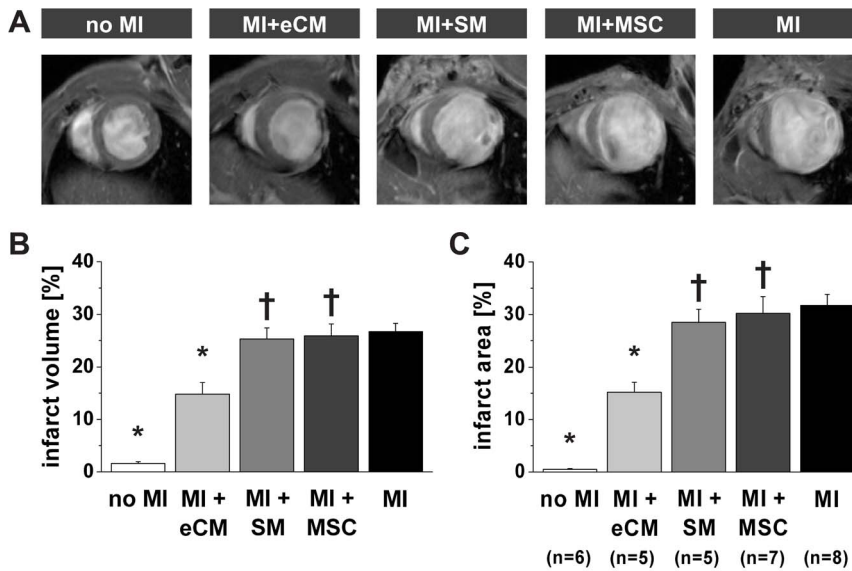 A
no MI MI+eCM MI+SM MI+MSC MI
B
infarct volume [%]
40
30
20
10
0
*
*
†
†
no MI MI + MI + MI + MI
eCM SM MSC
C
infarct area [%]
40
30
20
10
0
*
*
†
†
no MI MI + MI + MI + MI
eCM SM MSC
(n=6) (n=5) (n=5) (n=7) (n=8)